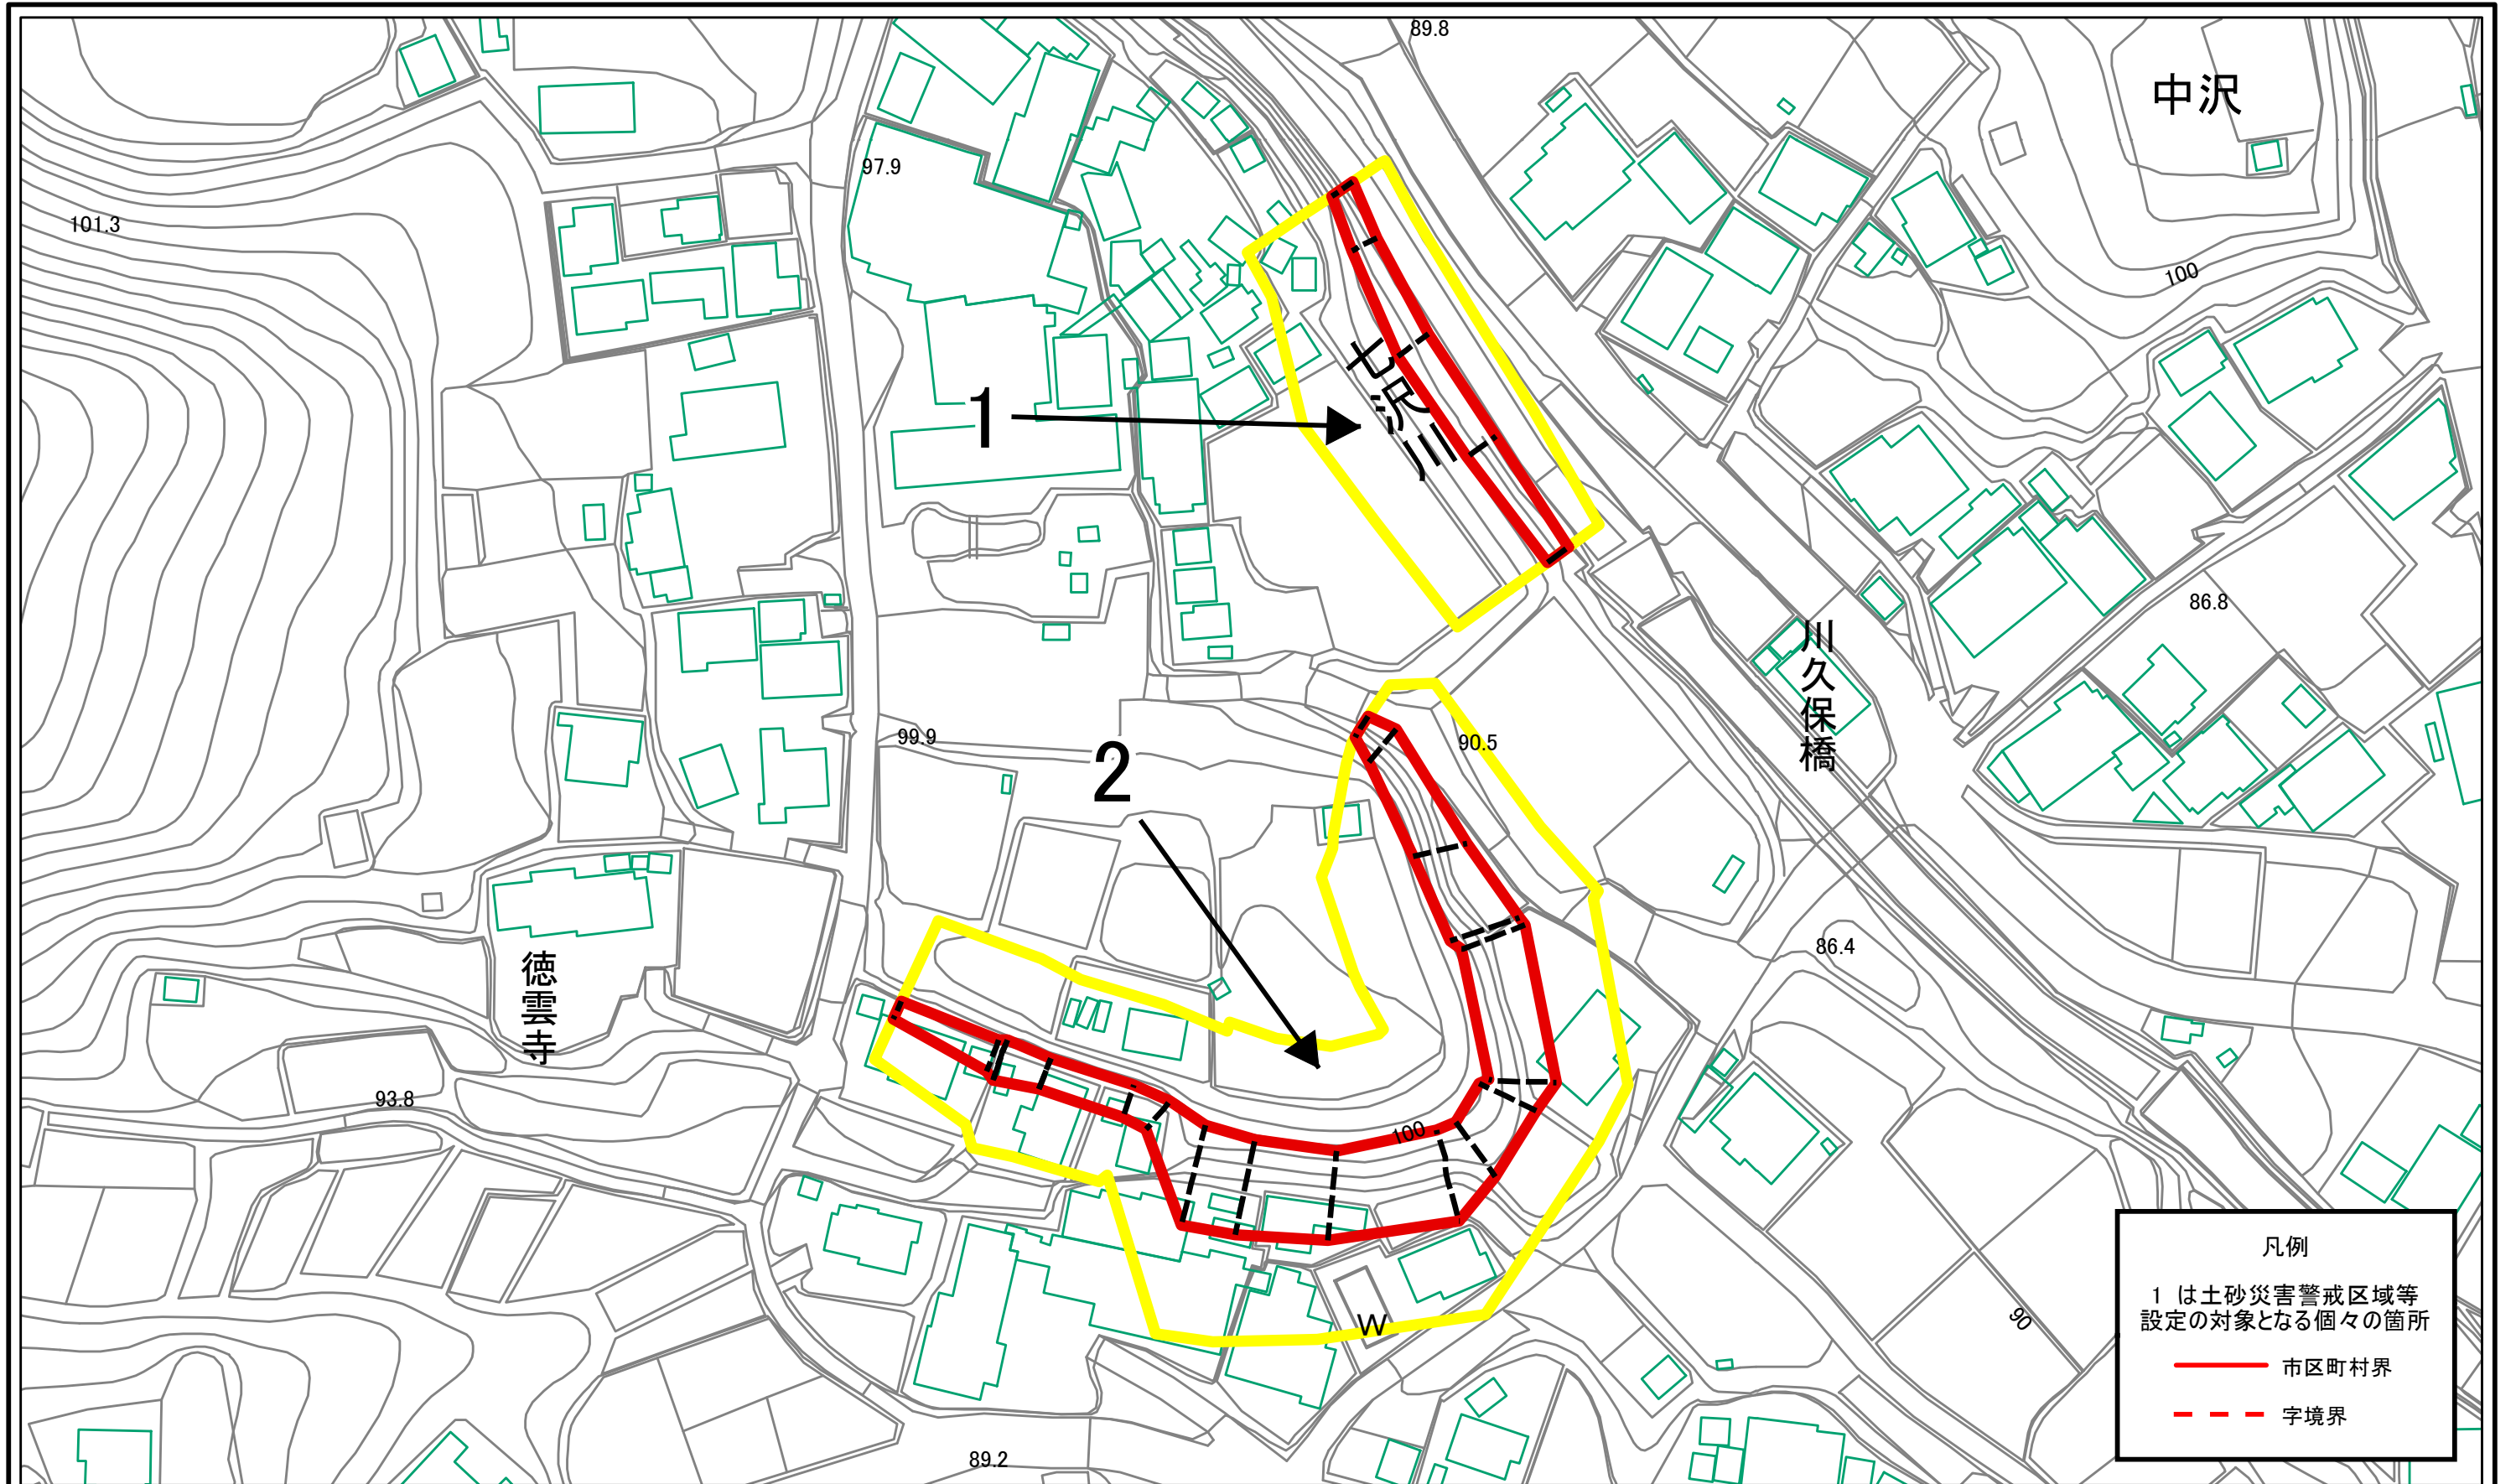 89.8
中沢
97.9
101.3
100
七沢川
1
86.8
川久保橋
99.9
90.5
2
86.4
徳雲寺
93.8
100
凡例
1 は土砂災害警戒区域等
設定の対象となる個々の箇所
市区町村界
字境界
90
W
89.2